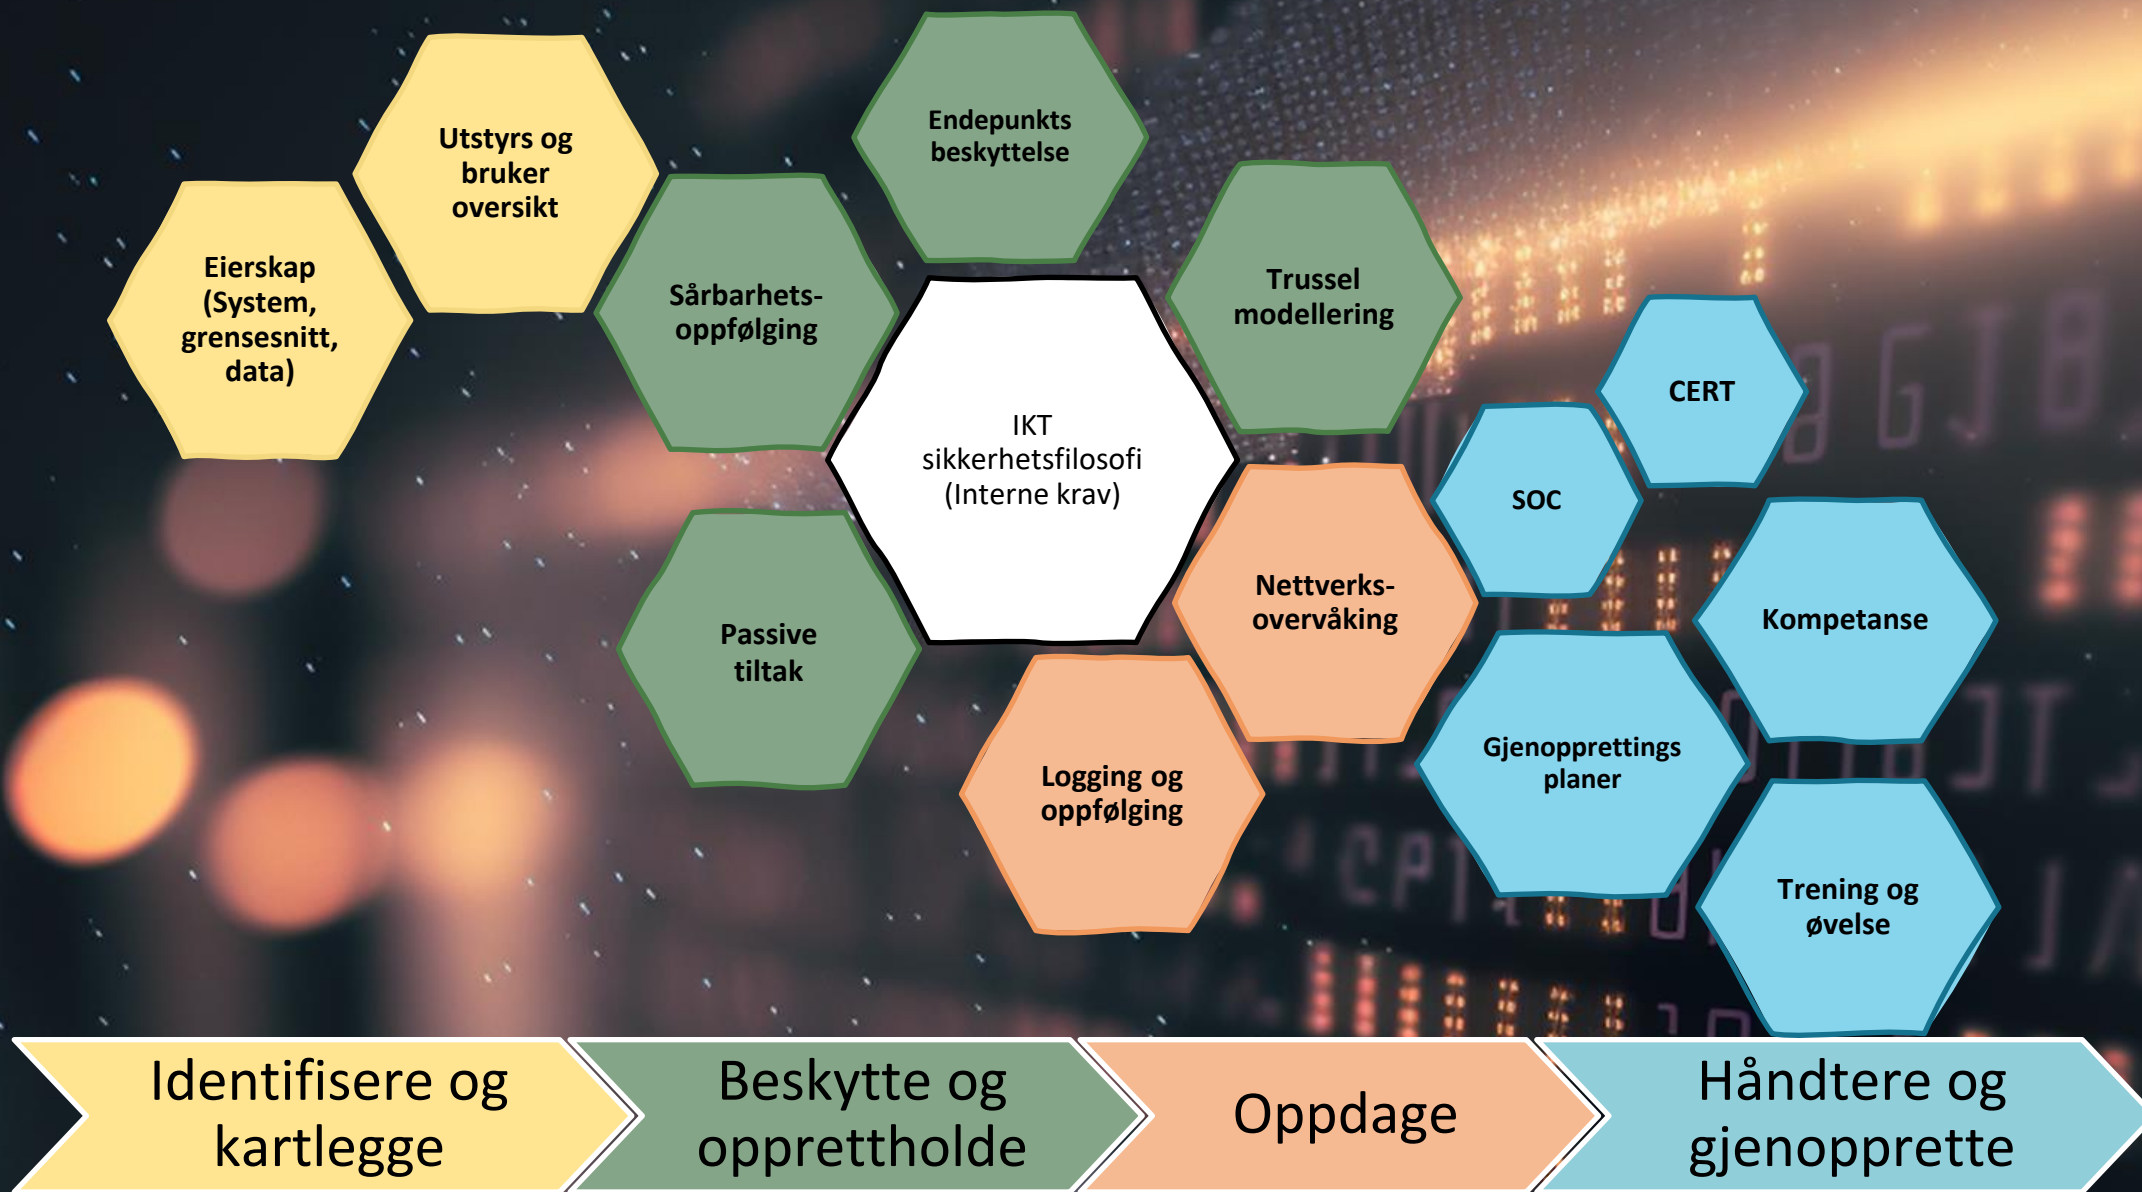 Eierskap
(System,
grensesnitt,
data)
Utstyrs og
bruker
oversikt
Sårbarhets-
oppfølging
Endepunkts
beskyttelse
Trussel
modellering
IKT
sikkerhetsfilosofi
(Interne krav)
Passive
tiltak
Nettverks-
overvåking
Logging og
oppfølging
CERT
SOC
Kompetanse
Gjenopprettings
planer
Trening og
øvelse
Identifisere og
kartlegge
Beskytte og
opprettholde
Oppdage
Håndtere og
gjenopprette